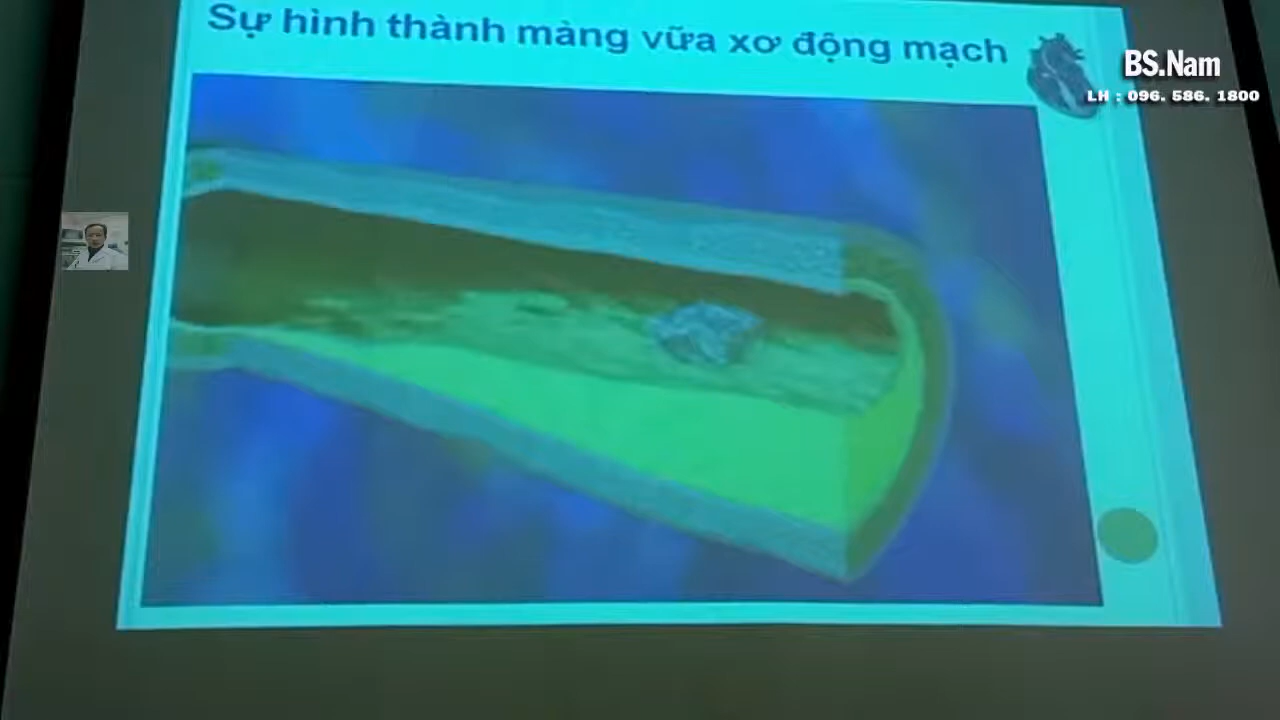 Sự hình thành màng vữa xơ động mạch
BS.Nam
LH : 096. 586. 1800